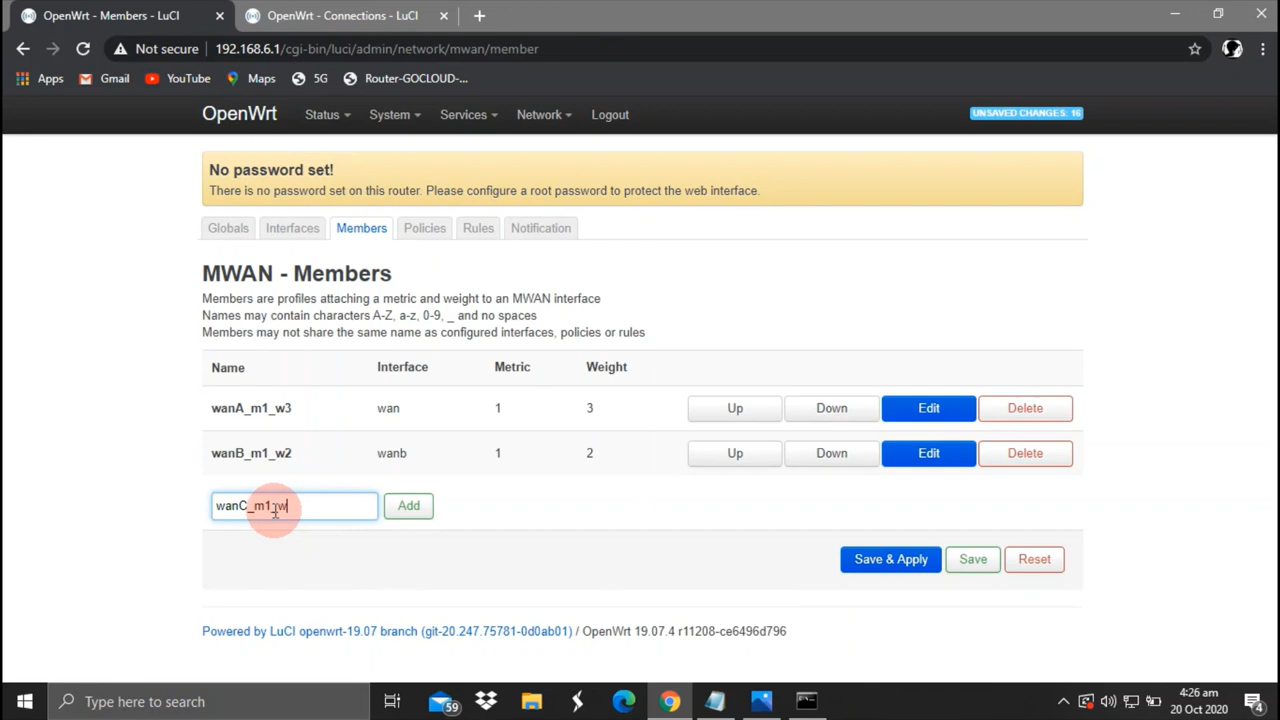 OpenWrt - Members - LuCI
OpenWrt - Connections - LuCI
Not secure 192.168.6.1/cgi-bin/luci/admin/network/mwan/member
Apps Gmail YouTube Maps 5G Router-GOCLOUD-...
OpenWrt Status System Services Network Logout UNSAVED CHANGES: 16
No password set!
There is no password set on this router. Please configure a root password to protect the web interface.
Globals Interfaces Members Policies Rules Notification
MWAN - Members
Members are profiles attaching a metric and weight to an MWAN interface
Names may contain characters A-Z, a-z, 0-9, _ and no spaces
Members may not share the same name as configured interfaces, policies or rules
Name Interface Metric Weight
wanA_m1_w3 wan 1 3 Up Down Edit Delete
wanB_m1_w2 wanb 1 2 Up Down Edit Delete
wanC_m1_w Add
Save & Apply Save Reset
Powered by LuCI openwrt-19.07 branch (git-20.247.75781-0d0ab01) / OpenWrt 19.07.4 r11208-ce6496d796
Type here to search
59
4:26 am
20 Oct 2020
4